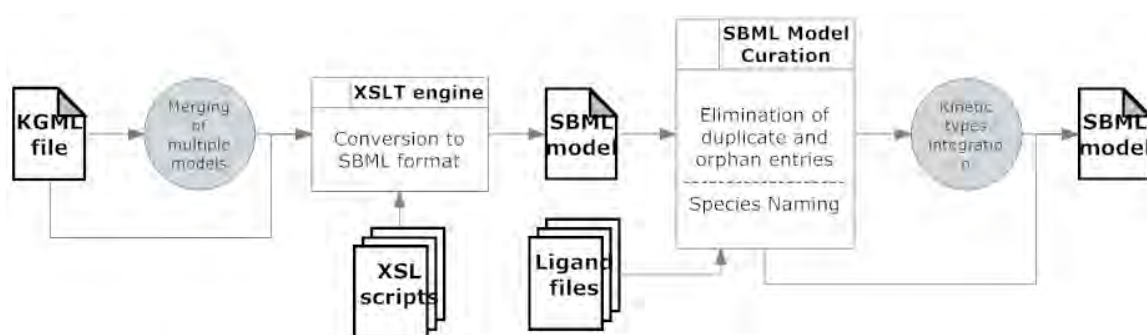 KGML
file
Merging
of
multiple
models
XSLT engine
Conversion to
SBML format
XSL
scripts
SBML
model
Ligand
files
SBML Model
Curation
Elimination of
duplicate and
orphan entries
Species Naming
Kinetic
types
integratio
n
SBML
model